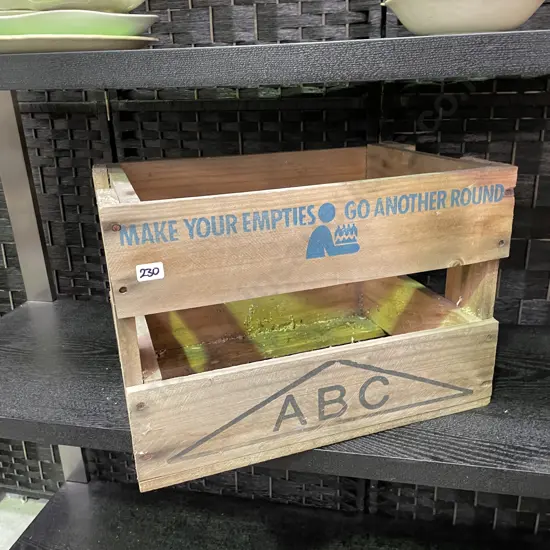 MAKE YOUR EMPTIES GO ANOTHER ROUND
230
ABC